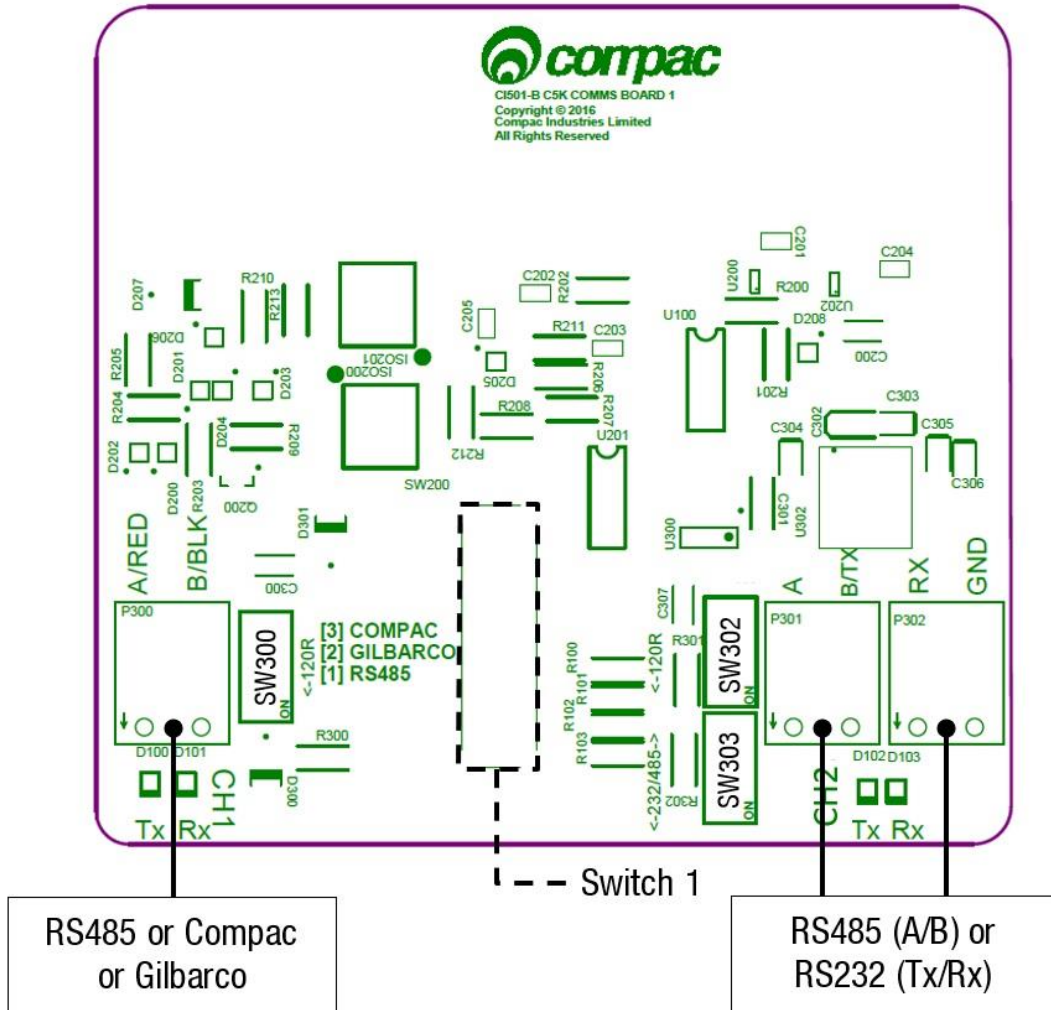 compac
CI501-B C5K COMMS BOARD 1
Copyright © 2016
Compac Industries Limited
All Rights Reserved
C201
C204
D207
R210
R213
C202
R202
U200
R200
U202
C205
U100
D208
D206
R211
C203
C200
R205
D201
ISO201
ISO200
D203
D205
R206
R201
R204
R208
R207
C302
C303
D204
R209
U201
C304
C305
D202
R212
C306
D200
R203
Q200
SW200
D301
C301
U302
U300
A/RED
B/BLK
C300
A
B/TX
RX
GND
P300
SW300
<-120R
[3] COMPAC
[2] GILBARCO
[1] RS485
ON
C307
R301
SW302
ON
P301
P302
R100
R101
R102
R103
<-120R
<-232/485->
R302
SW303
ON
D100
D101
R300
D300
D102
D103
CH1
CH2
Tx Rx
Tx Rx
Switch 1
RS485 or Compac
or Gilbarco
RS485 (A/B) or
RS232 (Tx/Rx)